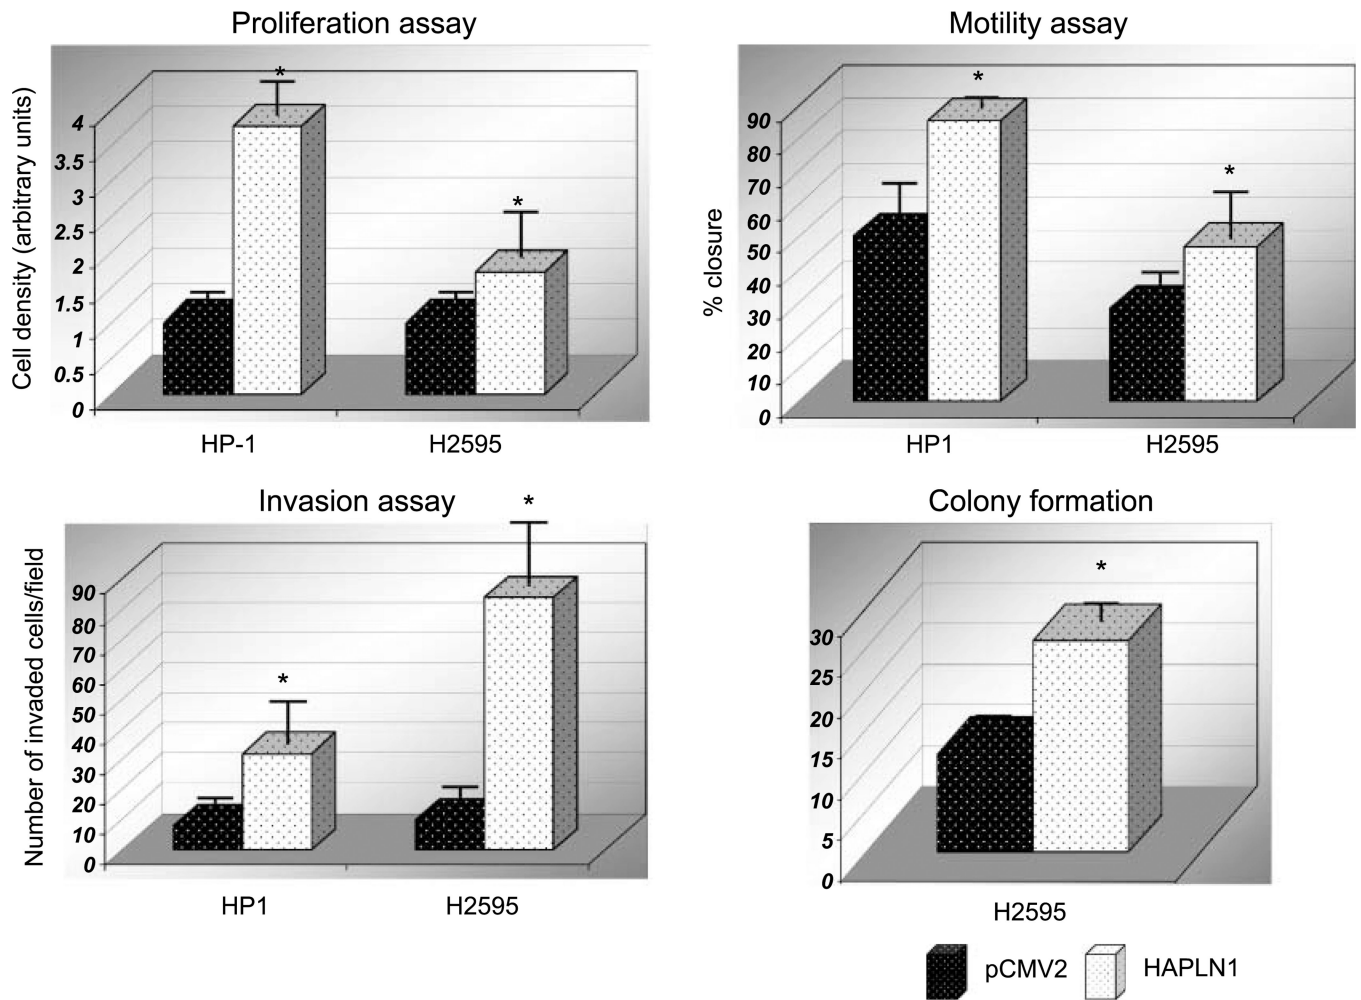 Proliferation assay
Cell density (arbitrary units)
4
3.5
3
2.5
2
1.5
1
0.5
0
*
*
HP-1
H2595
Motility assay
% closure
90
80
70
60
50
40
30
20
10
0
*
*
HP1
H2595
Invasion assay
Number of invaded cells/field
90
80
70
60
50
40
30
20
10
0
*
*
HP1
H2595
Colony formation
30
25
20
15
10
5
0
*
H2595
pCMV2
HAPLN1